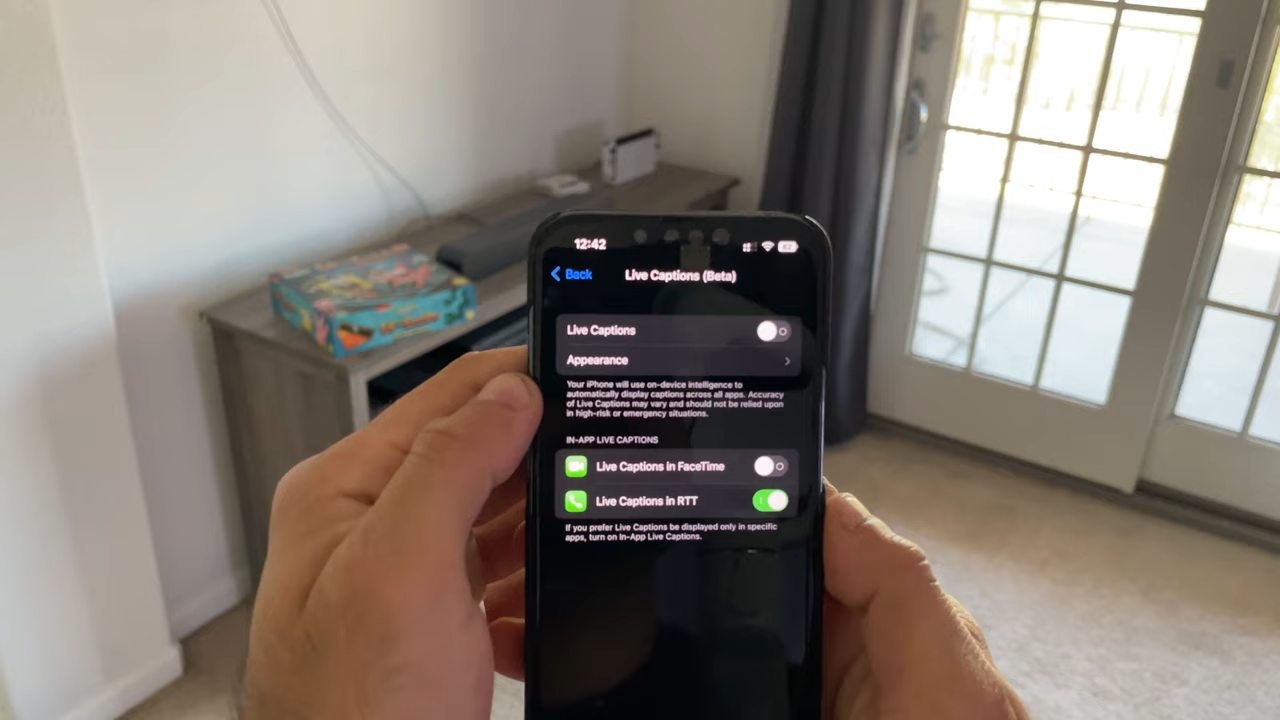 12:42
Back
Live Captions (Beta)
Live Captions
Appearance
Your iPhone will use on-device intelligence to
automatically display captions across all apps. Accuracy
of Live Captions may vary and should not be relied upon
in high-risk or emergency situations.
IN-APP LIVE CAPTIONS
Live Captions in FaceTime
Live Captions in RTT
If you prefer Live Captions be displayed only in specific
apps, turn on In-App Live Captions.